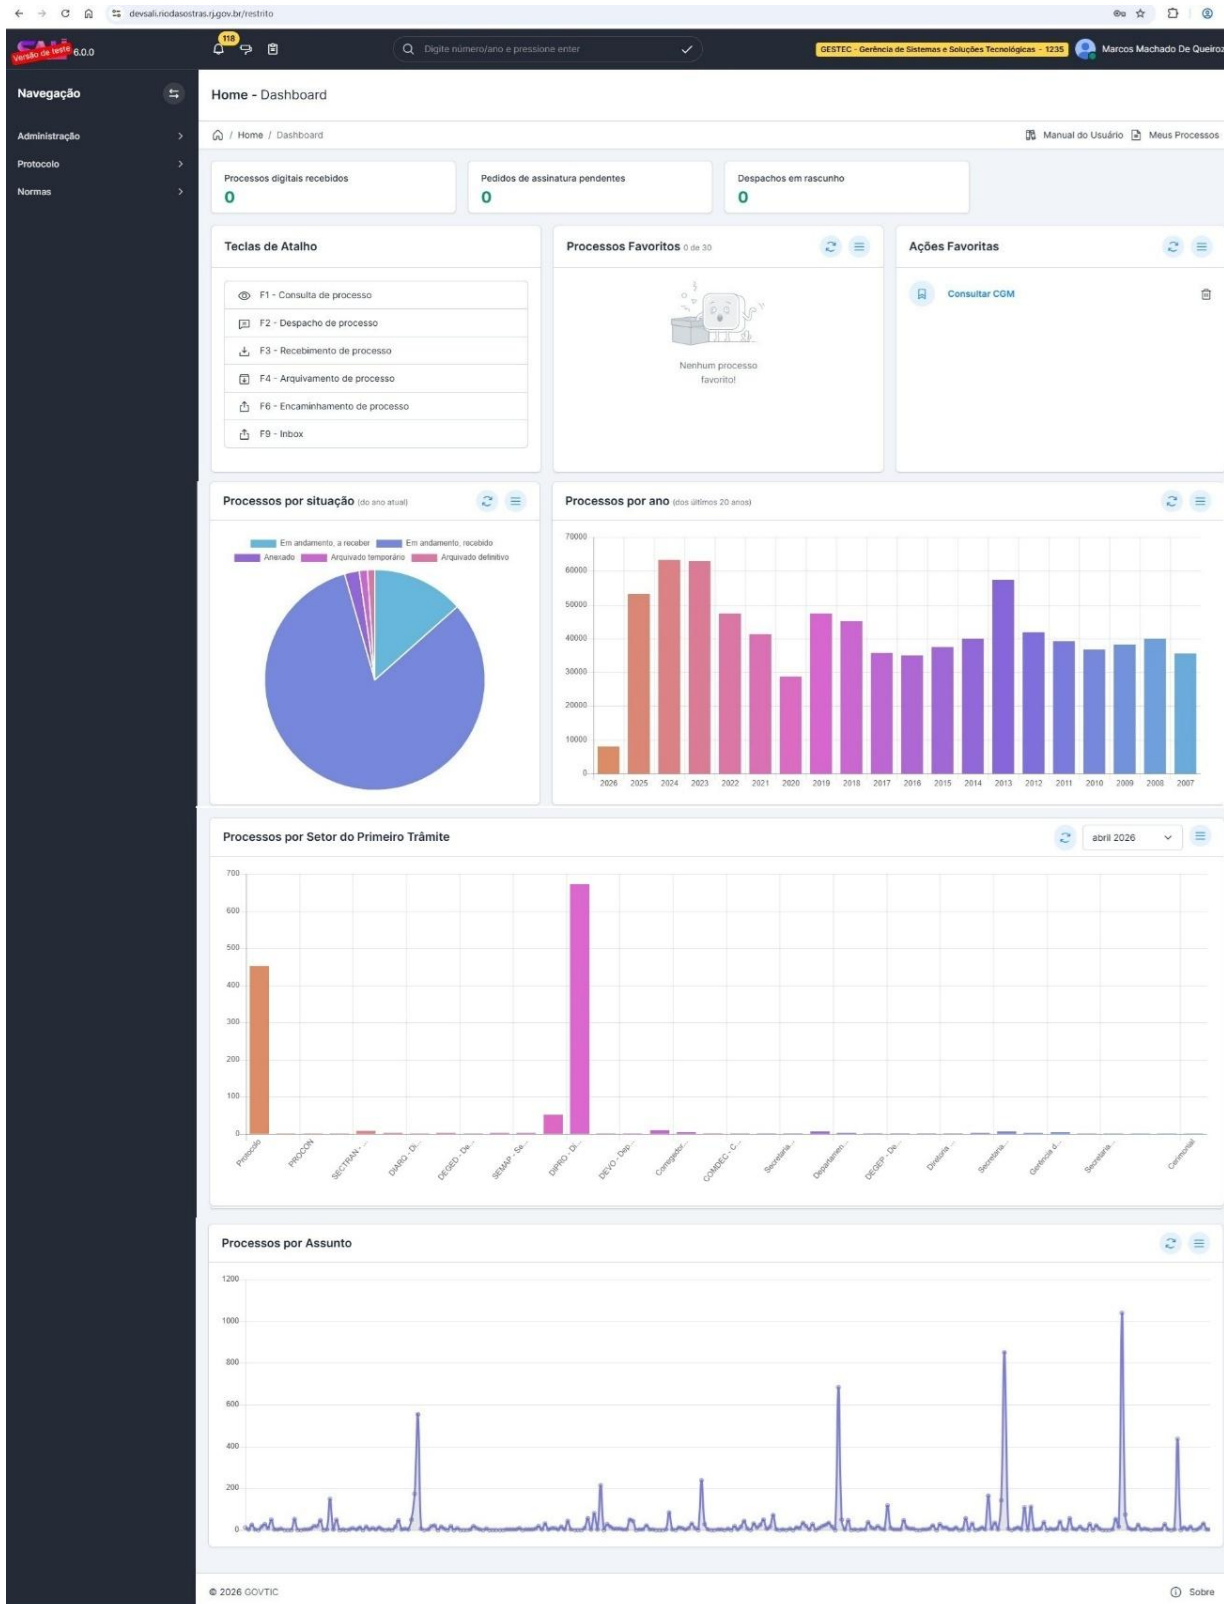 devsali.riodasostras.rj.gov.br/restrito
Versão de teste 6.0.0
118
Digite número/ano e pressione enter
GESTEC - Gerência de Sistemas e Soluções Tecnológicas - 1235
Marcos Machado De Queiroz
Navegação
Administração
Protocolo
Normas
Home - Dashboard
/ Home / Dashboard
Manual do Usuário
Meus Processos
Processos digitais recebidos
0
Pedidos de assinatura pendentes
0
Despachos em rascunho
0
Teclas de Atalho
F1 - Consulta de processo
F2 - Despacho de processo
F3 - Recebimento de processo
F4 - Arquivamento de processo
F6 - Encaminhamento de processo
F9 - Inbox
Processos Favoritos 0 de 30
Nenhum processo
favorito!
Ações Favoritas
Consultar CGM
Processos por situação (do ano atual)
Em andamento, a receber Em andamento, recebido
Anexado Arquivado temporário Arquivado definitivo
Processos por ano (dos últimos 20 anos)
70000
60000
50000
40000
30000
20000
10000
0
2026 2025 2024 2023 2022 2021 2020 2019 2018 2017 2016 2015 2014 2013 2012 2011 2010 2009 2008 2007
Processos por Setor do Primeiro Trâmite
abril 2026
700
600
500
400
300
200
100
0
Protocolo
PROCON
SECTRAN - ...
DIARQ - Di...
DEGED - De...
SEMAP - Se...
DIPRO - Di...
DEVO - Dep...
Corregedor...
COMDEC - C...
Secretaria...
Departamen...
DEGEP - De...
Diretoria ...
Secretaria...
Gerência d...
Secretaria...
Cerimonial
Processos por Assunto
1200
1000
800
600
400
200
0
© 2026 GOVTIC
Sobre